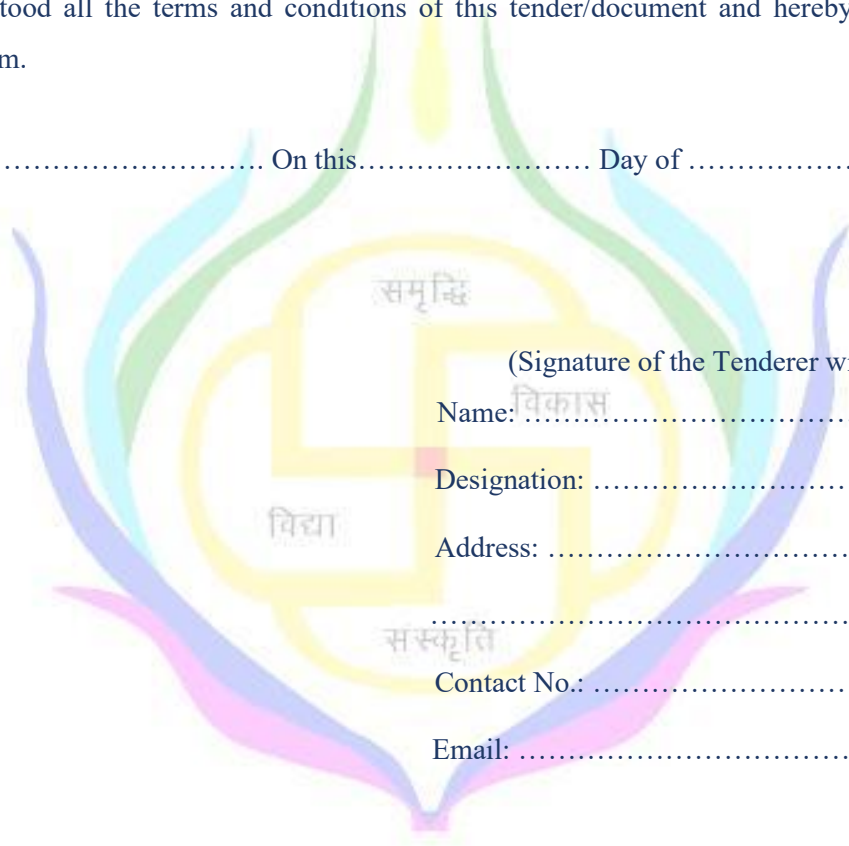 tood all the terms and conditions of this tender/document and hereby
m.
........................... On this........................ Day of .................
समृद्धि
(Signature of the Tenderer wi
विकास
Name: .................................
Designation: ..........................
विद्या
Address: ...............................
...........................................
संस्कृति
Contact No.: ..........................
Email: ..................................